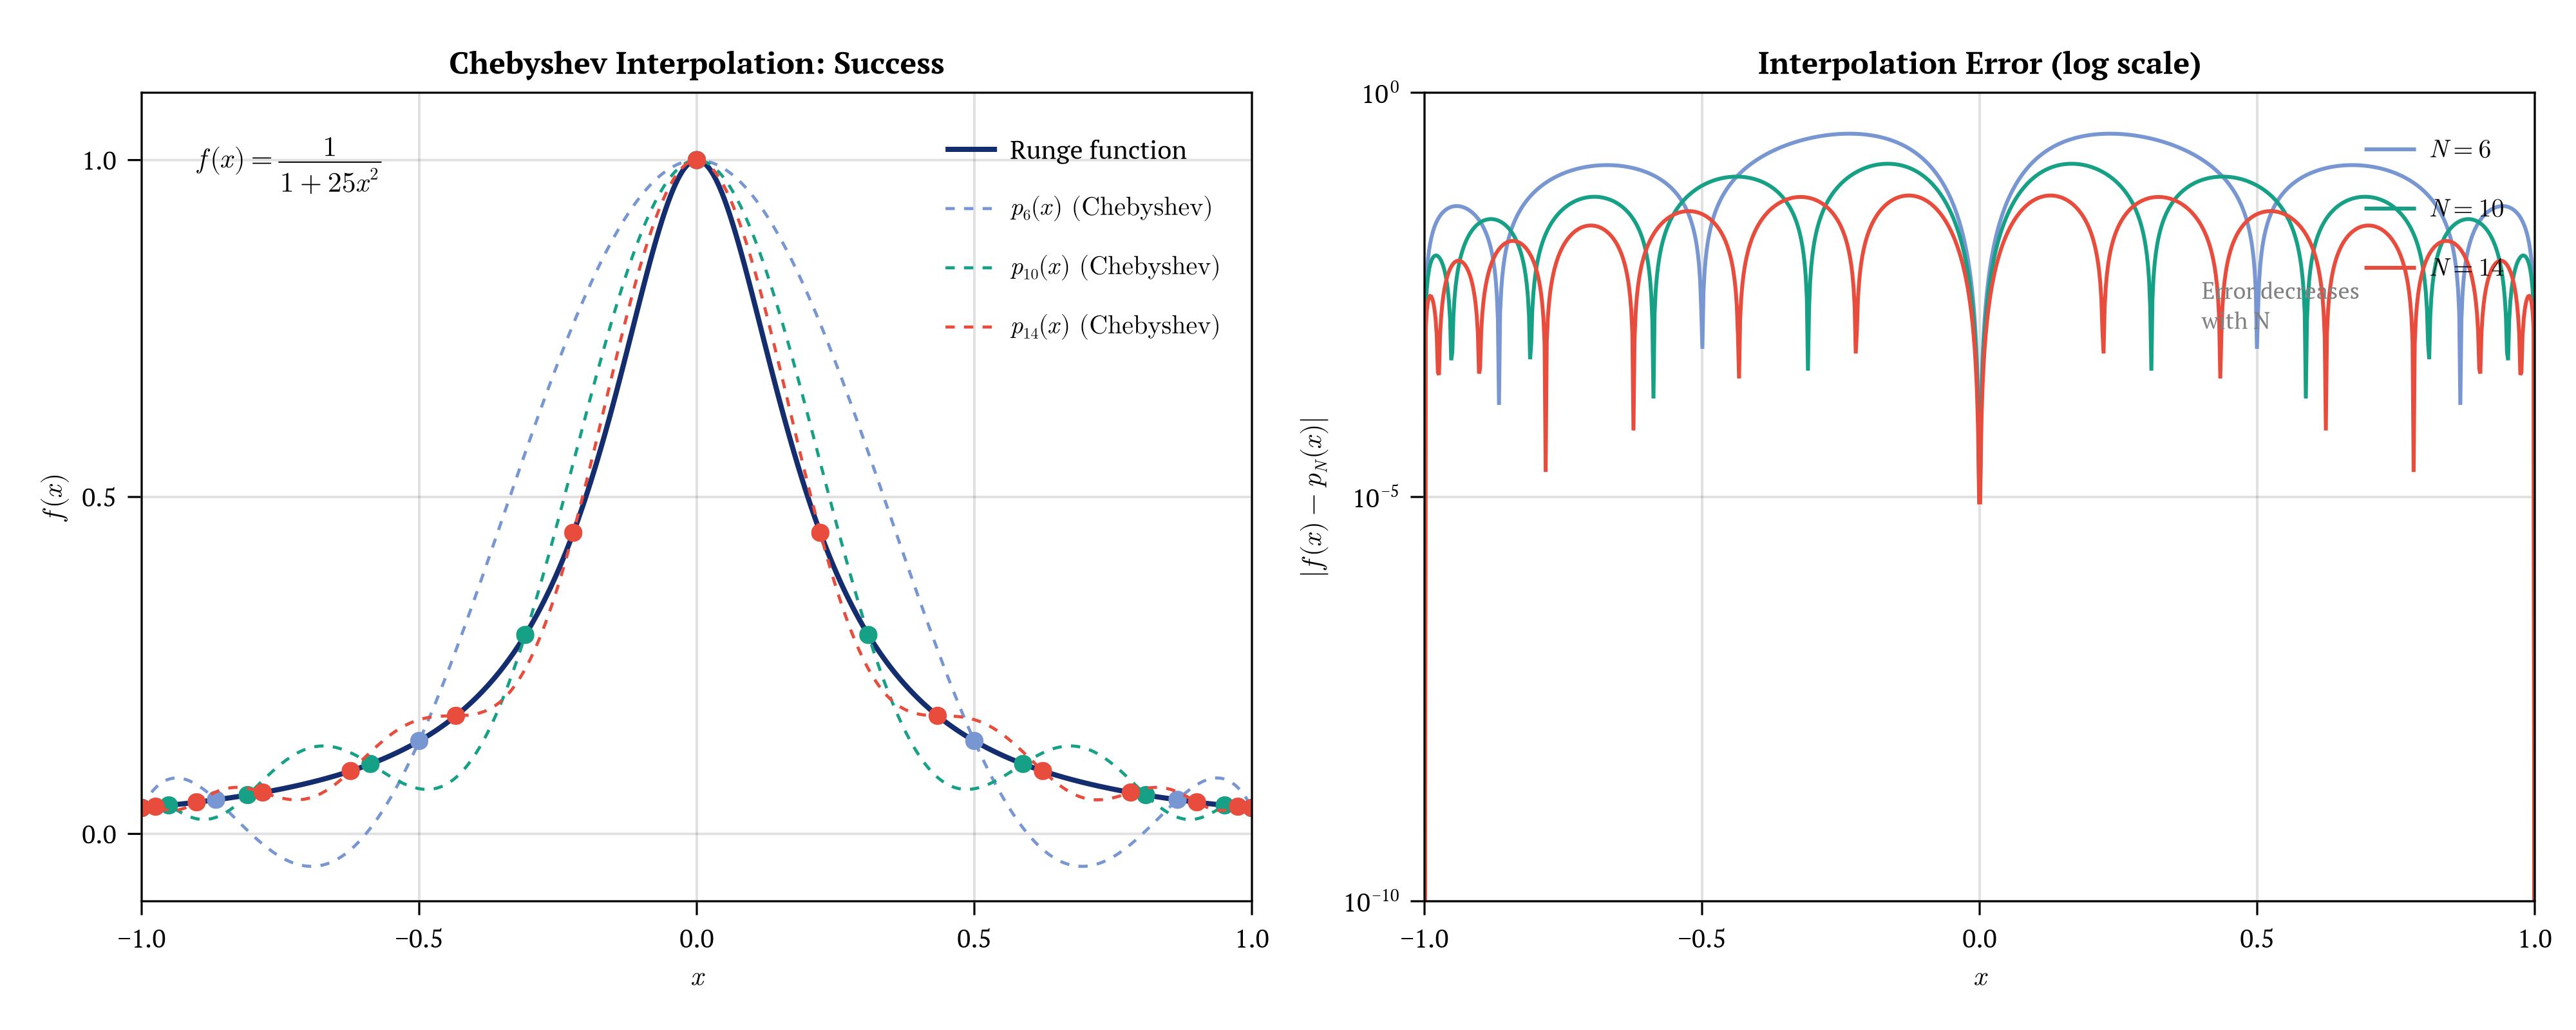 Chebyshev Interpolation: Success
f(x) = 1 / (1 + 25x²)
Runge function
p₆(x) (Chebyshev)
p₁₀(x) (Chebyshev)
p₁₄(x) (Chebyshev)
f(x)
1.0
0.5
0.0
−1.0 −0.5 0.0 0.5 1.0
x
Interpolation Error (log scale)
N = 6
N = 10
N = 14
Error decreases
with N
|f(x) − p_N(x)|
10⁰
10⁻⁵
10⁻¹⁰
−1.0 −0.5 0.0 0.5 1.0
x